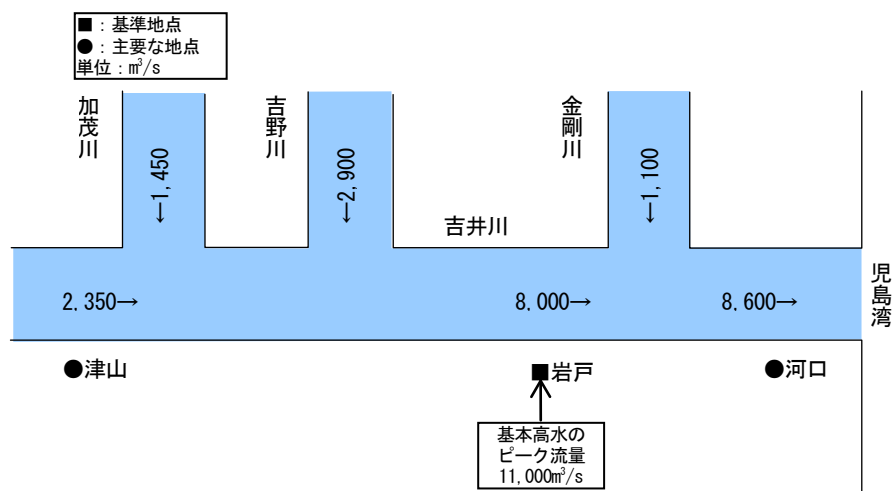 ■：基準地点
●：主要な地点
単位：m³/s
加茂川
吉野川
金剛川
←1,450
←2,900
←1,100
吉井川
2,350→
8,000→
8,600→
児島湾
●津山
■岩戸
●河口
基本高水の
ピーク流量
11,000m³/s